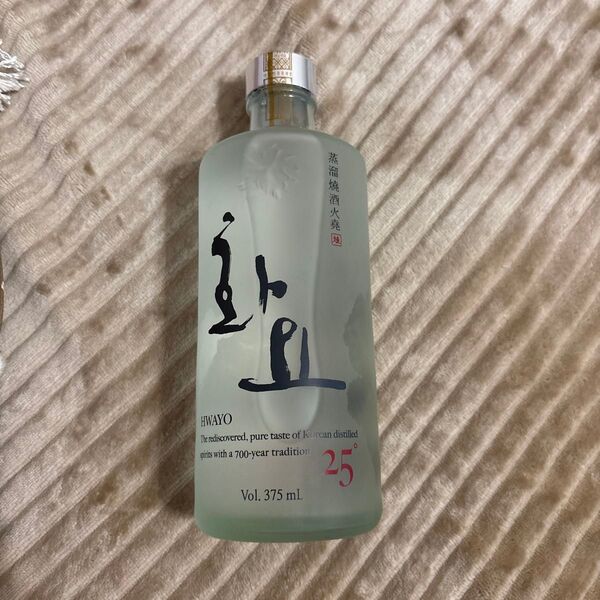 蒸溜燒酒火堯
화
요
HWAYO
The rediscovered, pure taste of Korean distilled
spirits with a 700-year tradition
25°
Vol. 375 mL